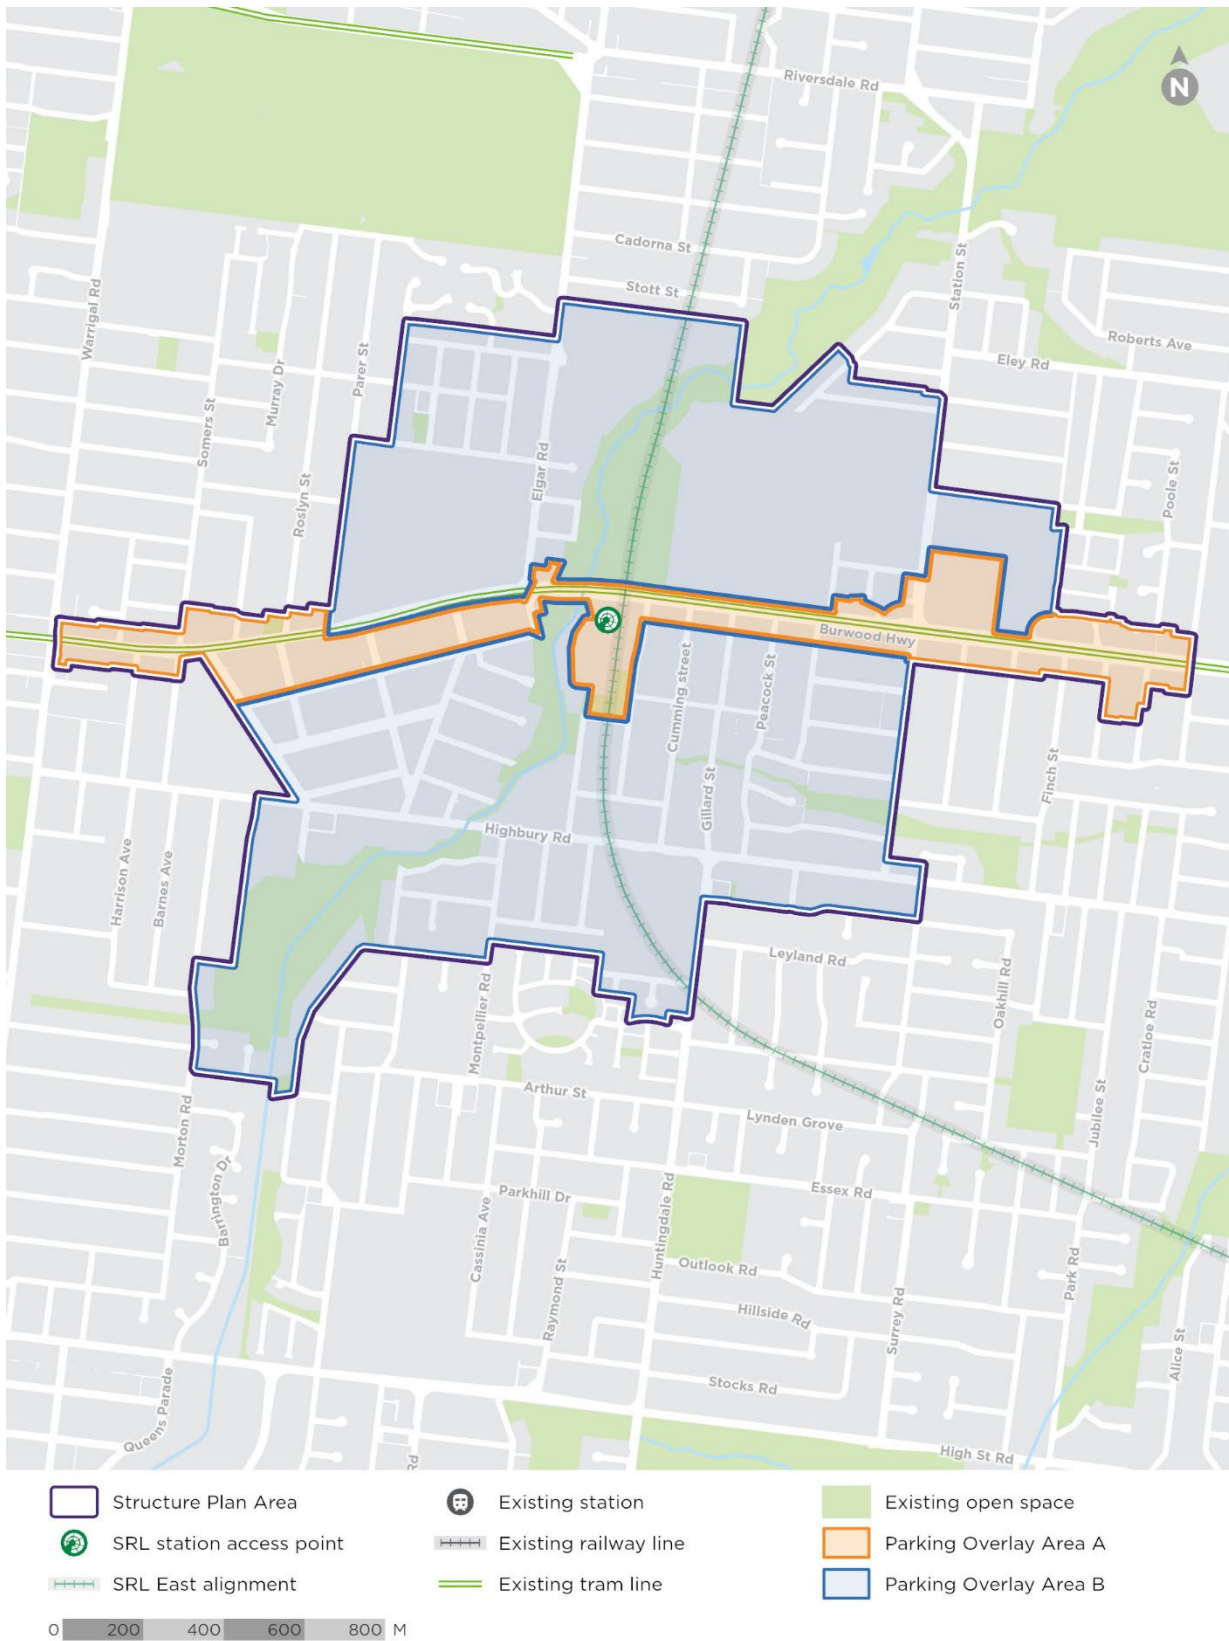 N
Riversdale Rd
Cadorna St
Stott St
Station St
Warrigal Rd
Roberts Ave
Eley Rd
Parer St
Murray Dr
Somers St
Elgar Rd
Poole St
Roslyn St
Burwood Hwy
Cumming street
Peacock St
Finch St
Gillard St
Highbury Rd
Harrison Ave
Barnes Ave
Leyland Rd
Oakhill Rd
Montpellier Rd
Cratloe Rd
Arthur St
Jubilee St
Lynden Grove
Morton Rd
Barrington Dr
Parkhill Dr
Essex Rd
Cassinia Ave
Huntingdale Rd
Outlook Rd
Park Rd
Raymond St
Hillside Rd
Surrey Rd
Alice St
Stocks Rd
Queens Parade
High St Rd
Rd
Structure Plan Area
SRL station access point
SRL East alignment
Existing station
Existing railway line
Existing tram line
Existing open space
Parking Overlay Area A
Parking Overlay Area B
0 200 400 600 800 M